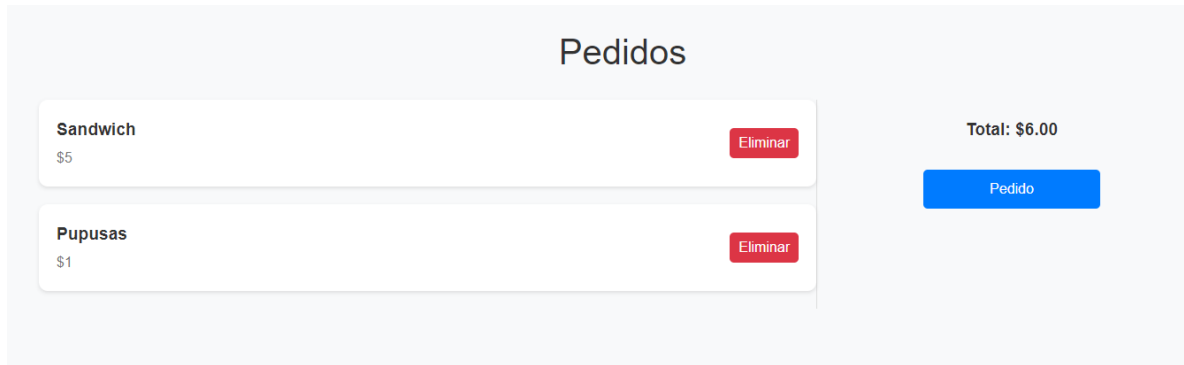 Pedidos
Sandwich
$5
Eliminar
Pupusas
$1
Eliminar
Total: $6.00
Pedido